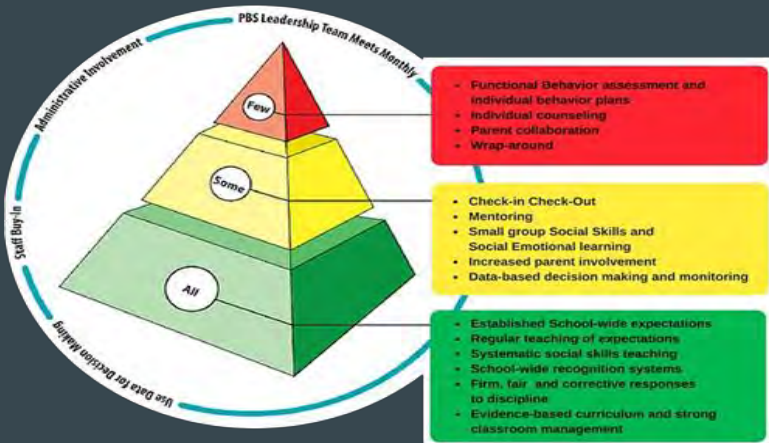 PBS Leadership Team Meets Monthly
Administrative Involvement
Staff Buy-In
Use Data for Decision Making
Few
Some
All
• Functional Behavior assessment and
individual behavior plans
• Individual counseling
• Parent collaboration
• Wrap-around
• Check-in Check-Out
• Mentoring
• Small group Social Skills and
Social Emotional learning
• Increased parent involvement
• Data-based decision making and monitoring
• Established School-wide expectations
• Regular teaching of expectations
• Systematic social skills teaching
• School-wide recognition systems
• Firm, fair and corrective responses
to discipline
• Evidence-based curriculum and strong
classroom management